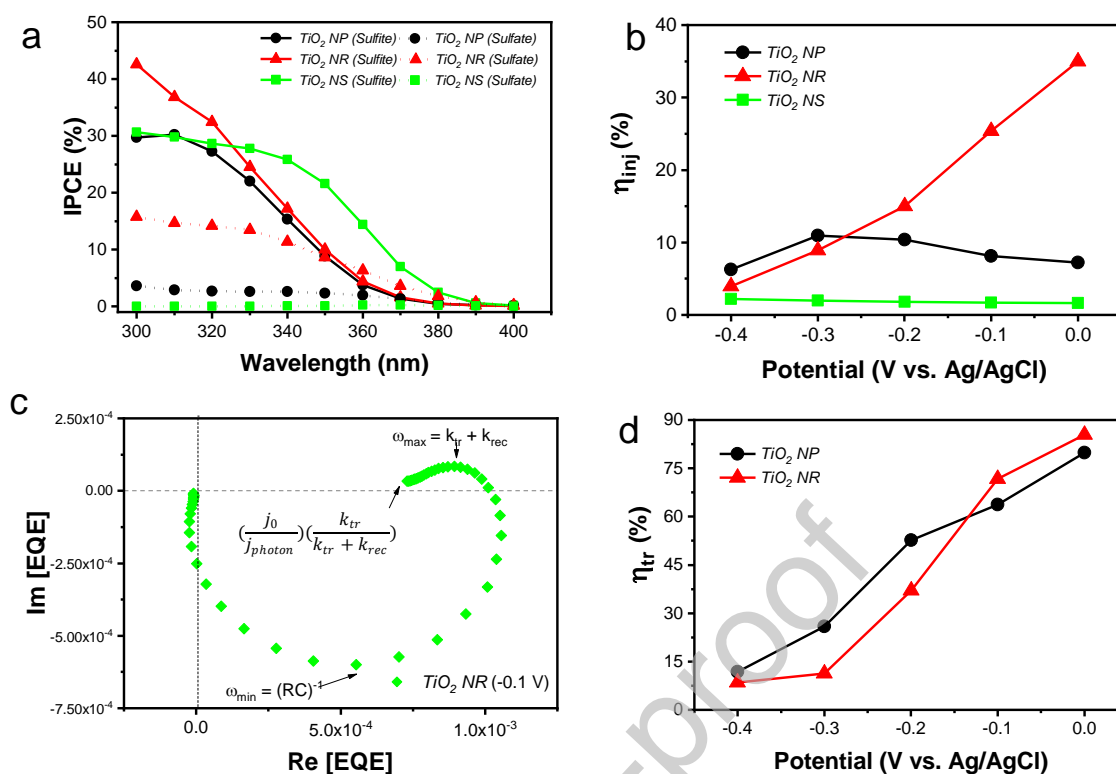 a
50
40
30
20
10
0
IPCE (%)
TiO2 NP (Sulfite)
TiO2 NR (Sulfite)
TiO2 NS (Sulfite)
TiO2 NP (Sulfate)
TiO2 NR (Sulfate)
TiO2 NS (Sulfate)
300 320 340 360 380 400
Wavelength (nm)
b
40
30
20
10
0
ηinj (%)
TiO2 NP
TiO2 NR
TiO2 NS
-0.4 -0.3 -0.2 -0.1 0.0
Potential (V vs. Ag/AgCl)
c
2.50x10-4
0.00
-2.50x10-4
-5.00x10-4
-7.50x10-4
Im [EQE]
ωmax = ktr + krec
(j0/jphoton)(ktr/ktr + krec)
ωmin = (RC)-1
TiO2 NR (-0.1 V)
0.0 5.0x10-4 1.0x10-3
Re [EQE]
d
90
75
60
45
30
15
0
ηtr (%)
TiO2 NP
TiO2 NR
-0.4 -0.3 -0.2 -0.1 0.0
Potential (V vs. Ag/AgCl)
proof